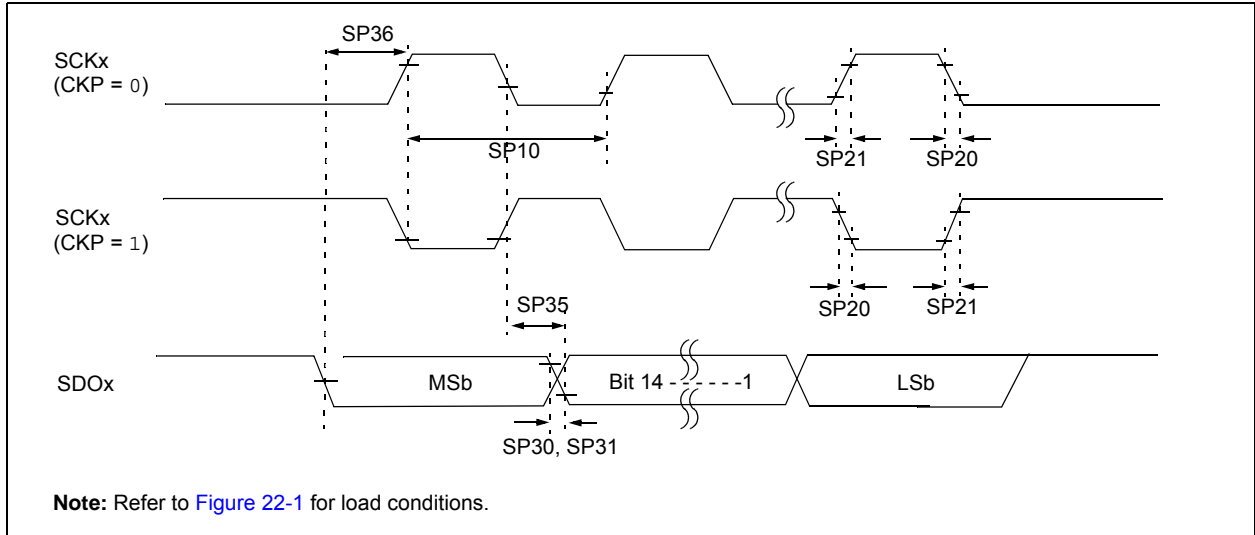 SP36
SCKx
(CKP = 0)
SP10
SP21
SP20
SCKx
(CKP = 1)
SP35
SP20
SP21
SDOx
MSb
Bit 14 - - - - - -1
LSb
SP30, SP31
Note: Refer to Figure 22-1 for load conditions.